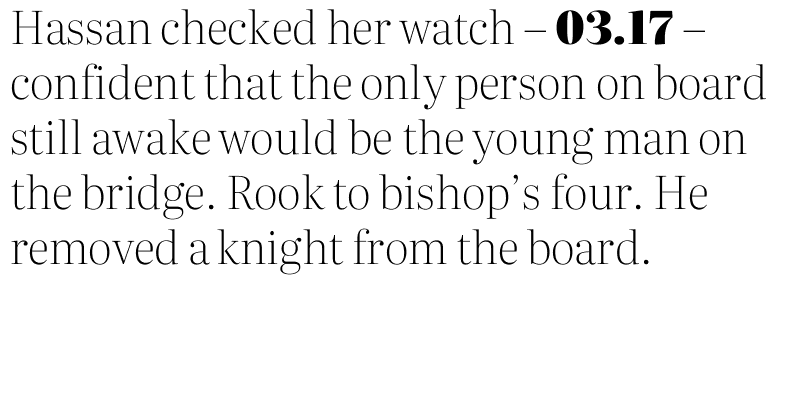 Hassan checked her watch – 03.17 –
confident that the only person on board
still awake would be the young man on
the bridge. Rook to bishop’s four. He
removed a knight from the board.